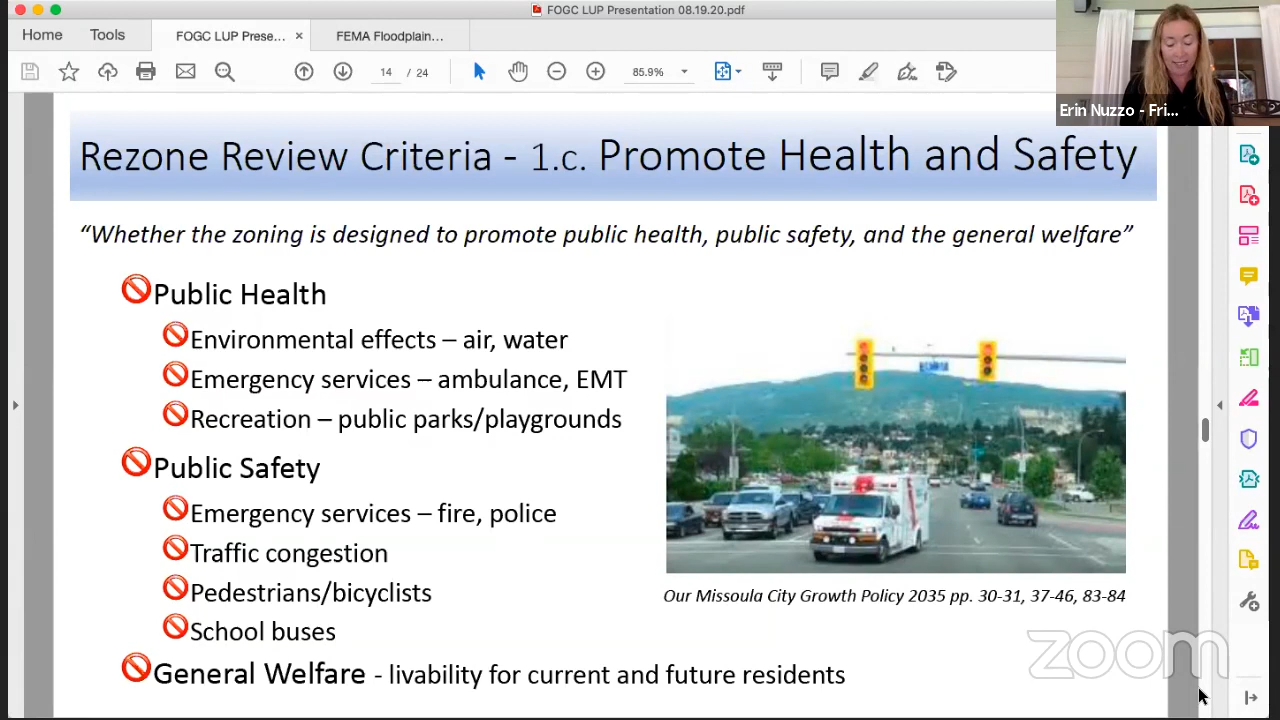 FOGC LUP Presentation 08.19.20.pdf
Home
Tools
FOGC LUP Prese...
×
FEMA Floodplain...
14 / 24
85.9%
Erin Nuzzo - Fri...
Rezone Review Criteria - 1.c. Promote Health and Safety
“Whether the zoning is designed to promote public health, public safety, and the general welfare”
Public Health
Environmental effects – air, water
Emergency services – ambulance, EMT
Recreation – public parks/playgrounds
Public Safety
Emergency services – fire, police
Traffic congestion
Pedestrians/bicyclists
School buses
General Welfare - livability for current and future residents
Our Missoula City Growth Policy 2035 pp. 30-31, 37-46, 83-84
zoom